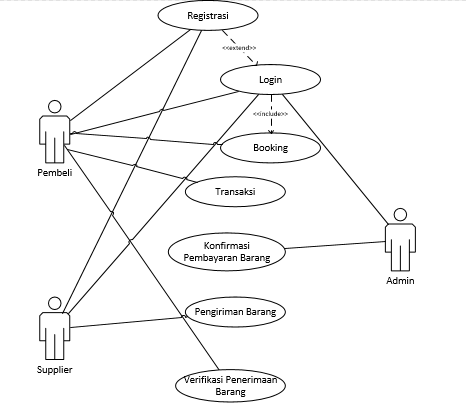 Registrasi
<<extend>>
Login
<<include>>
Booking
Pembeli
Transaksi
Konfirmasi
Pembayaran Barang
Admin
Pengiriman Barang
Supplier
Verifikasi Penerimaan
Barang